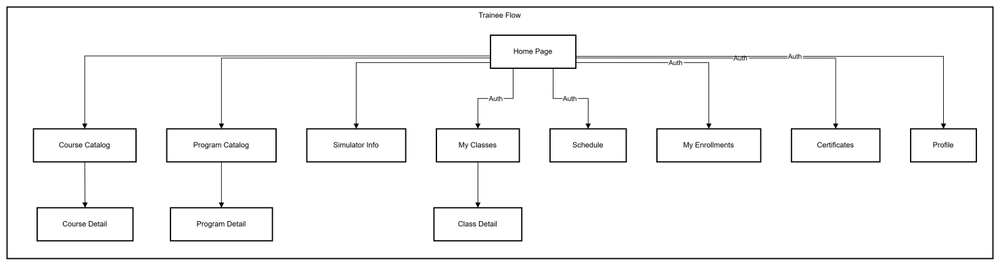 Trainee Flow
Home Page
Auth
Auth
Auth
Auth
Auth
Course Catalog
Program Catalog
Simulator Info
My Classes
Schedule
My Enrollments
Certificates
Profile
Course Detail
Program Detail
Class Detail